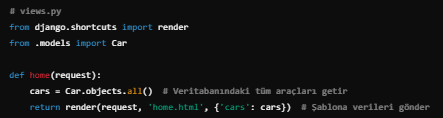 # views.py
from django.shortcuts import render
from .models import Car
def home(request):
cars = Car.objects.all() # Veritabanındaki tüm araçları getir
return render(request, 'home.html', {'cars': cars}) # Şablona verileri gönder